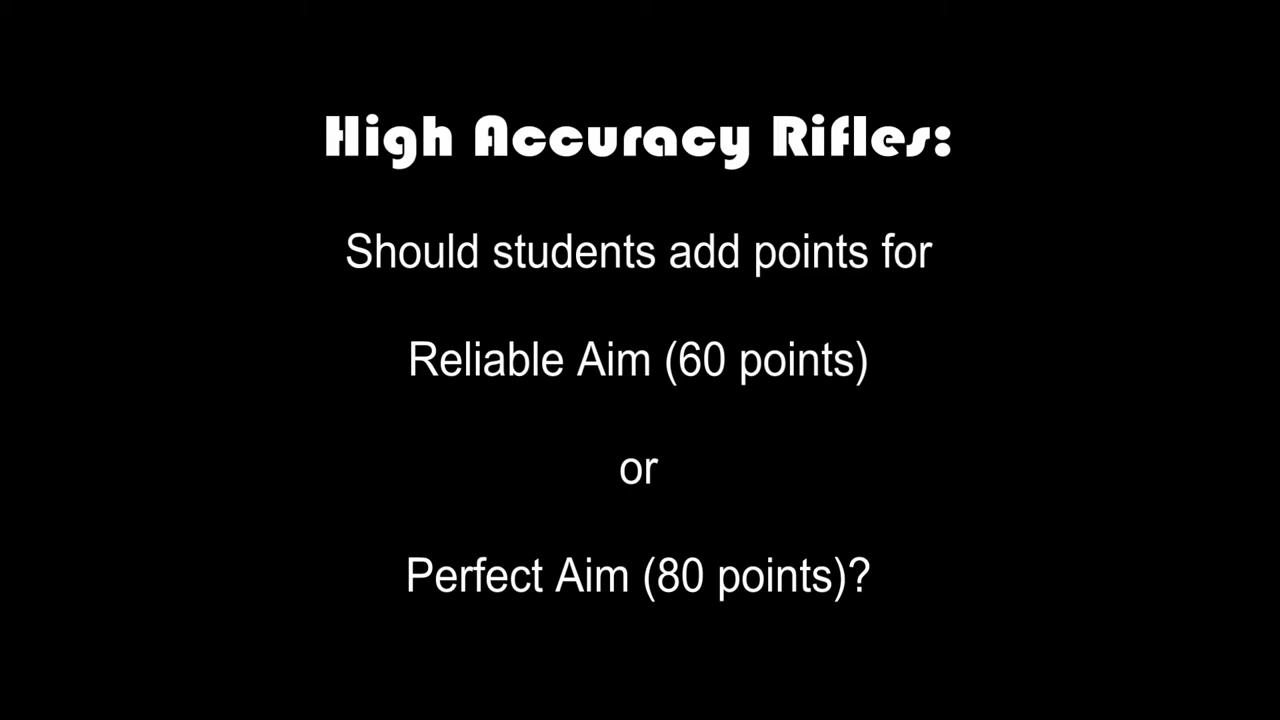 High Accuracy Rifles:
Should students add points for
Reliable Aim (60 points)
or
Perfect Aim (80 points)?